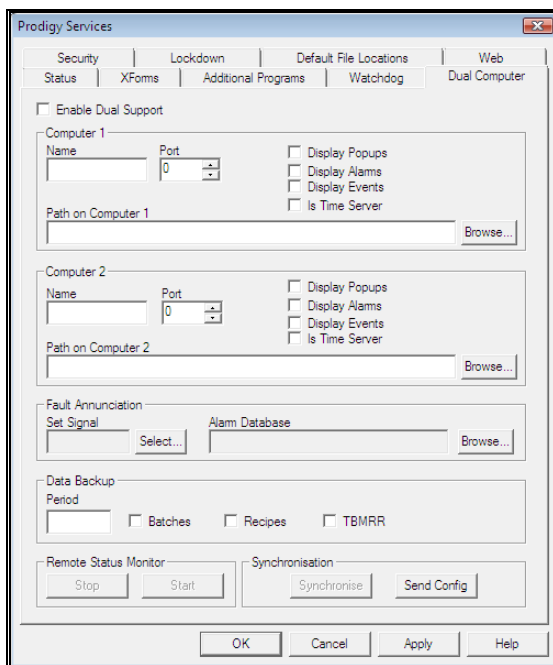 Prodigy Services
Security Lockdown Default File Locations Web
Status XForms Additional Programs Watchdog Dual Computer
Enable Dual Support
Computer 1
Name Port Display Popups
0 Display Alarms
Display Events
Is Time Server
Path on Computer 1
Browse...
Computer 2
Name Port Display Popups
0 Display Alarms
Display Events
Is Time Server
Path on Computer 2
Browse...
Fault Annunciation
Set Signal Alarm Database
Select... Browse...
Data Backup
Period
Batches Recipes TBMRR
Remote Status Monitor Synchronisation
Stop Start Synchronise Send Config
OK Cancel Apply Help